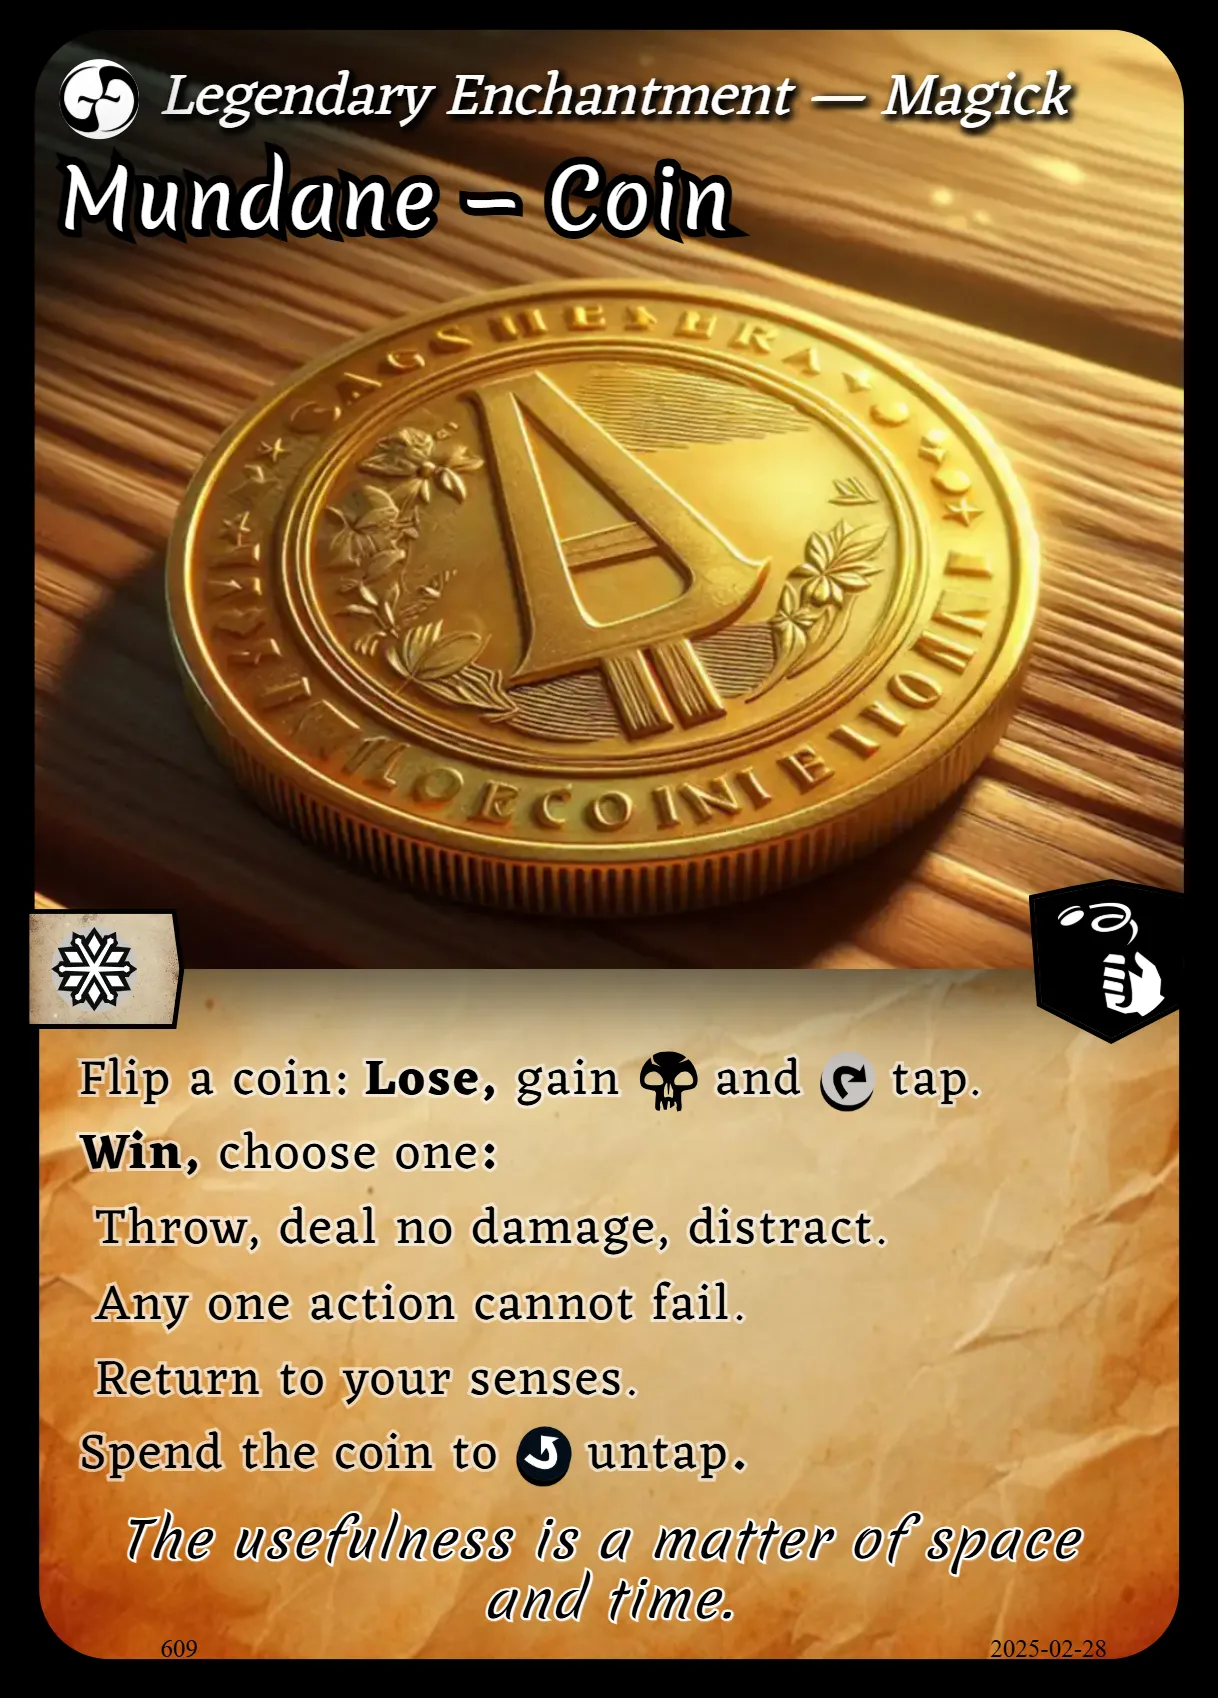 Legendary Enchantment — Magick
Mundane – Coin
Flip a coin: Lose, gain and tap.
Win, choose one:
Throw, deal no damage, distract.
Any one action cannot fail.
Return to your senses.
Spend the coin to untap.
The usefulness is a matter of space
and time.
609
2025-02-28